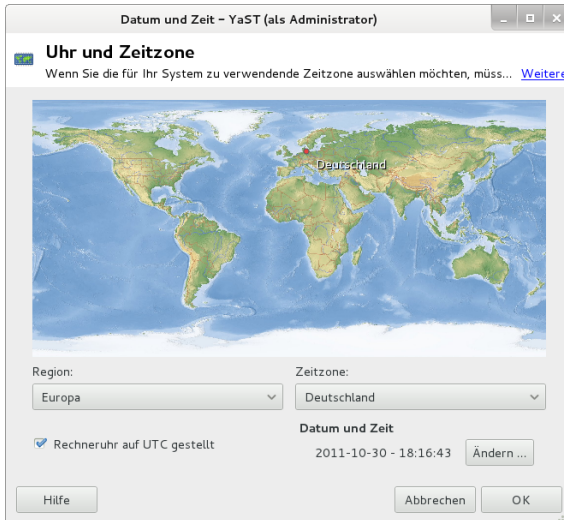 Datum und Zeit – YaST (als Administrator)
Uhr und Zeitzone
Wenn Sie die für Ihr System zu verwendende Zeitzone auswählen möchten, müss... Weitere
Deutschland
Region:
Zeitzone:
Europa
Deutschland
Rechneruhr auf UTC gestellt
Datum und Zeit
2011-10-30 - 18:16:43
Ändern ...
Hilfe
Abbrechen
OK